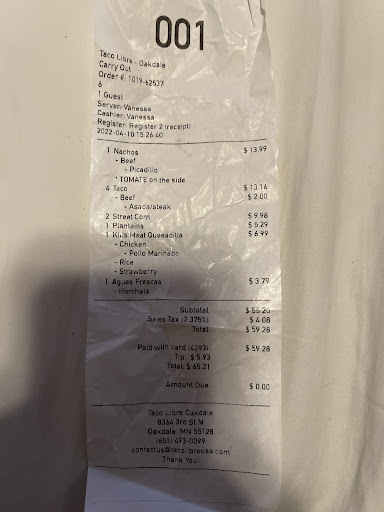 001
Taco Libre - Oakdale
Carry Out
Order #: 1019-62537
6
1 Guest
Server: Vanessa
Cashier: Vanessa
Register: Register 2 (receipt)
2022-04-10 15:26:40
1 Nachos $ 13.99
- Beef
- Picadillo
* TOMATE on the side
4 Taco $ 13.16
- Beef $ 2.00
- Asada/steak
2 Street Corn $ 9.98
1 Plantains $ 5.29
1 Kids Meal Quesadilla $ 6.99
- Chicken
- Pollo Marinado
- Rice
- Strawberry
1 Aguas Frescas $ 3.79
- Horchata
Subtotal: $ 55.20
Sales Tax (7.375%): $ 4.08
Total: $ 59.28
Paid with card (4293) $ 59.28
Tip: $ 5.93
Total: $ 65.21
Amount Due $ 0.00
Taco Libre Oakdale
8364 3rd St N
Oakdale, MN 55128
(651) 493-0099
contactus@tacolibreusa.com
Thank You!